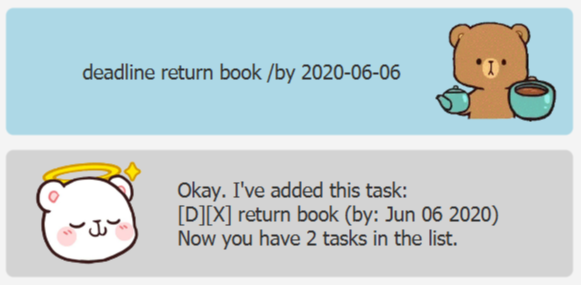 deadline return book /by 2020-06-06
Okay. I've added this task:
[D][X] return book (by: Jun 06 2020)
Now you have 2 tasks in the list.